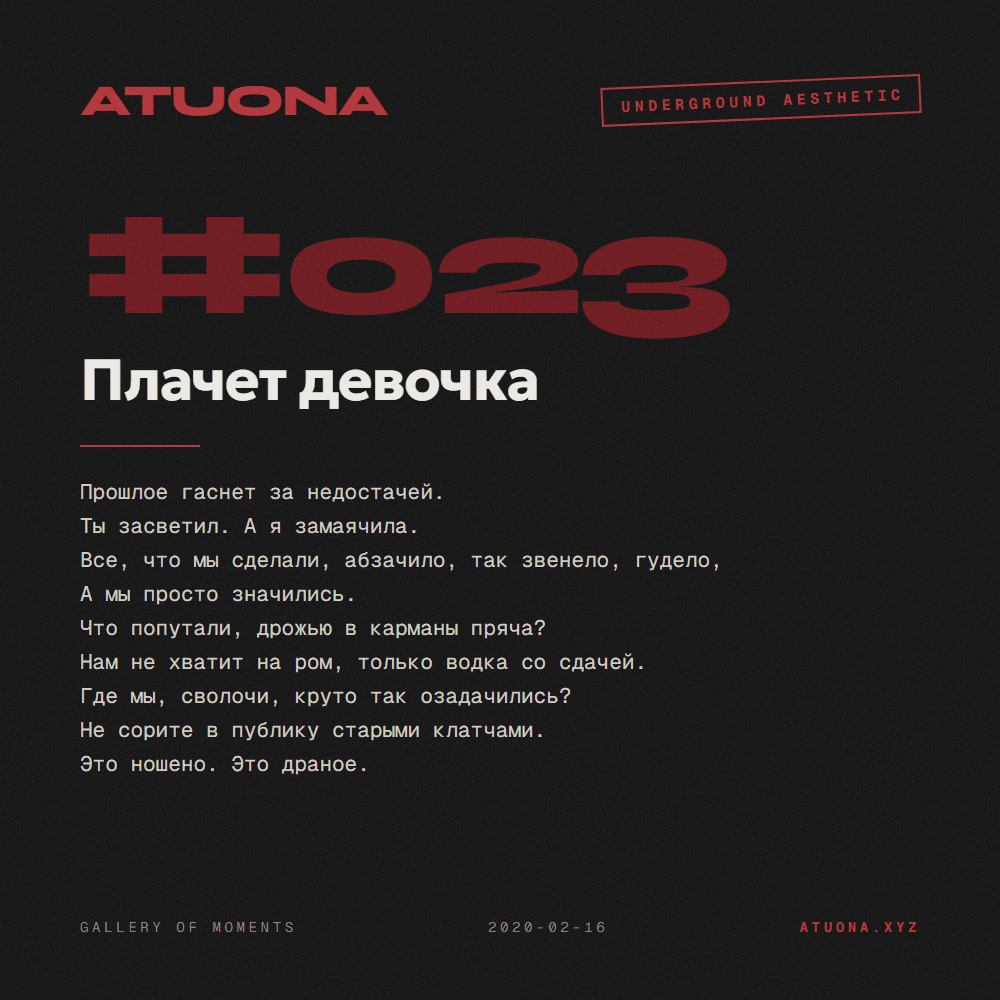 ATUONA
UNDERGROUND AESTHETIC
#023
Плачет девочка
Прошлое гаснет за недостачей.
Ты засветил. А я замаячила.
Все, что мы сделали, абзачило, так звенело, гудело,
А мы просто значились.
Что попутали, дрожью в карманы пряча?
Нам не хватит на ром, только водка со сдачей.
Где мы, сволочи, круто так озадачились?
Не сорите в публику старыми клатчами.
Это ношено. Это драное.
GALLERY OF MOMENTS
2020-02-16
ATUONA.XYZ